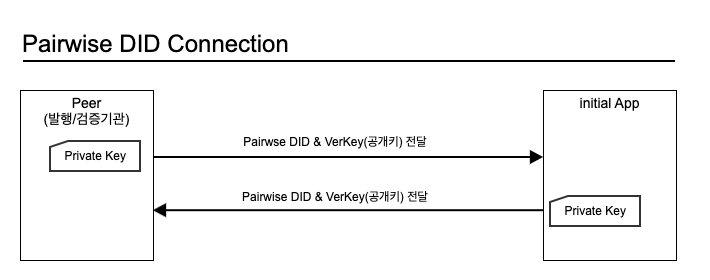 Pairwise DID Connection
Peer
(발행/검증기관)
initial App
Private Key
Pairwse DID & VerKey(공개키) 전달
Pairwise DID & VerKey(공개키) 전달
Private Key